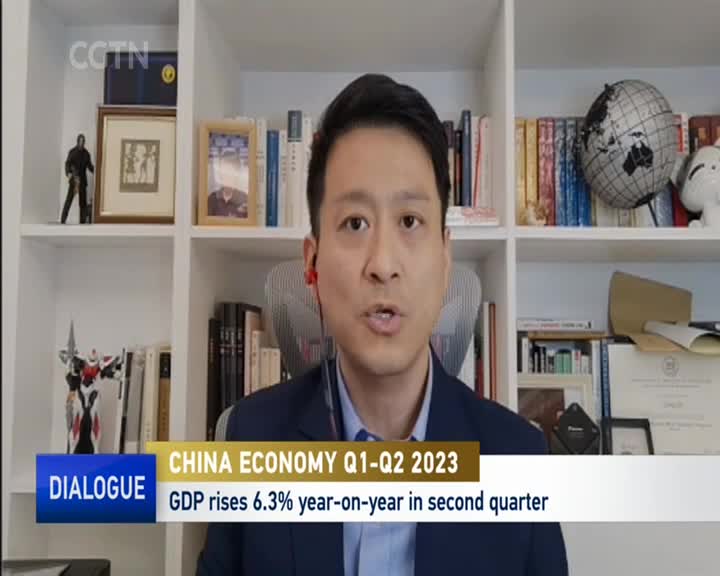 CGTN
CHINA ECONOMY Q1-Q2 2023
DIALOGUE
GDP rises 6.3% year-on-year in second quarter